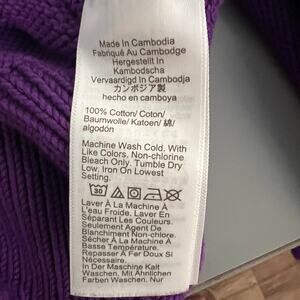 Made In Cambodia
Fabriqué Au Cambodge
Hergestellt In
Kambodscha
Vervaardigd In Cambodja
カンボジア製
hecho en camboya
100% Cotton/ Coton/
Baumwolle/ Katoen/ 綿/
algodón
Machine Wash Cold. With
Like Colors. Non-chlorine
Bleach Only. Tumble Dry
Low. Iron On Lowest
Setting.
30
Laver À La Machine À
L'eau Froide. Laver En
Séparant Les Couleurs.
Seulement Agent De
Blanchiment Non-chloré.
Sécher À La Machine À
Basse Température.
Repasser À Fer Doux Si
Nécessaire.
In Der Maschine Kalt
Waschen. Mit Ähnlichen
Farben Waschen. Nur